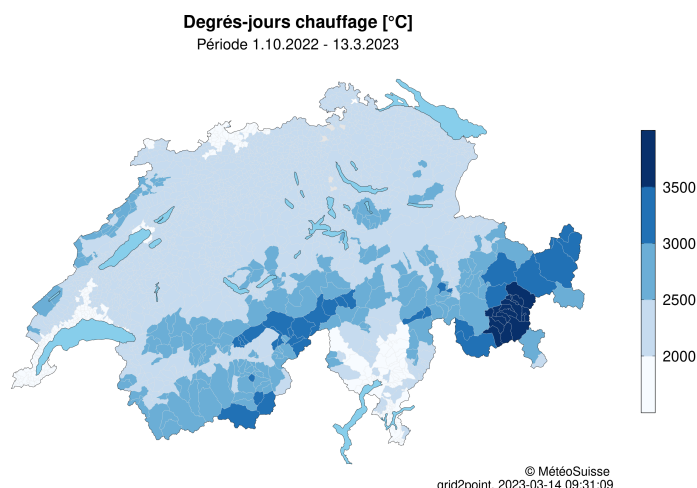 Degrés-jours chauffage [°C]
Période 1.10.2022 - 13.3.2023
3500
3000
2500
2000
© MétéoSuisse
grid2point, 2023-03-14 09:31:09